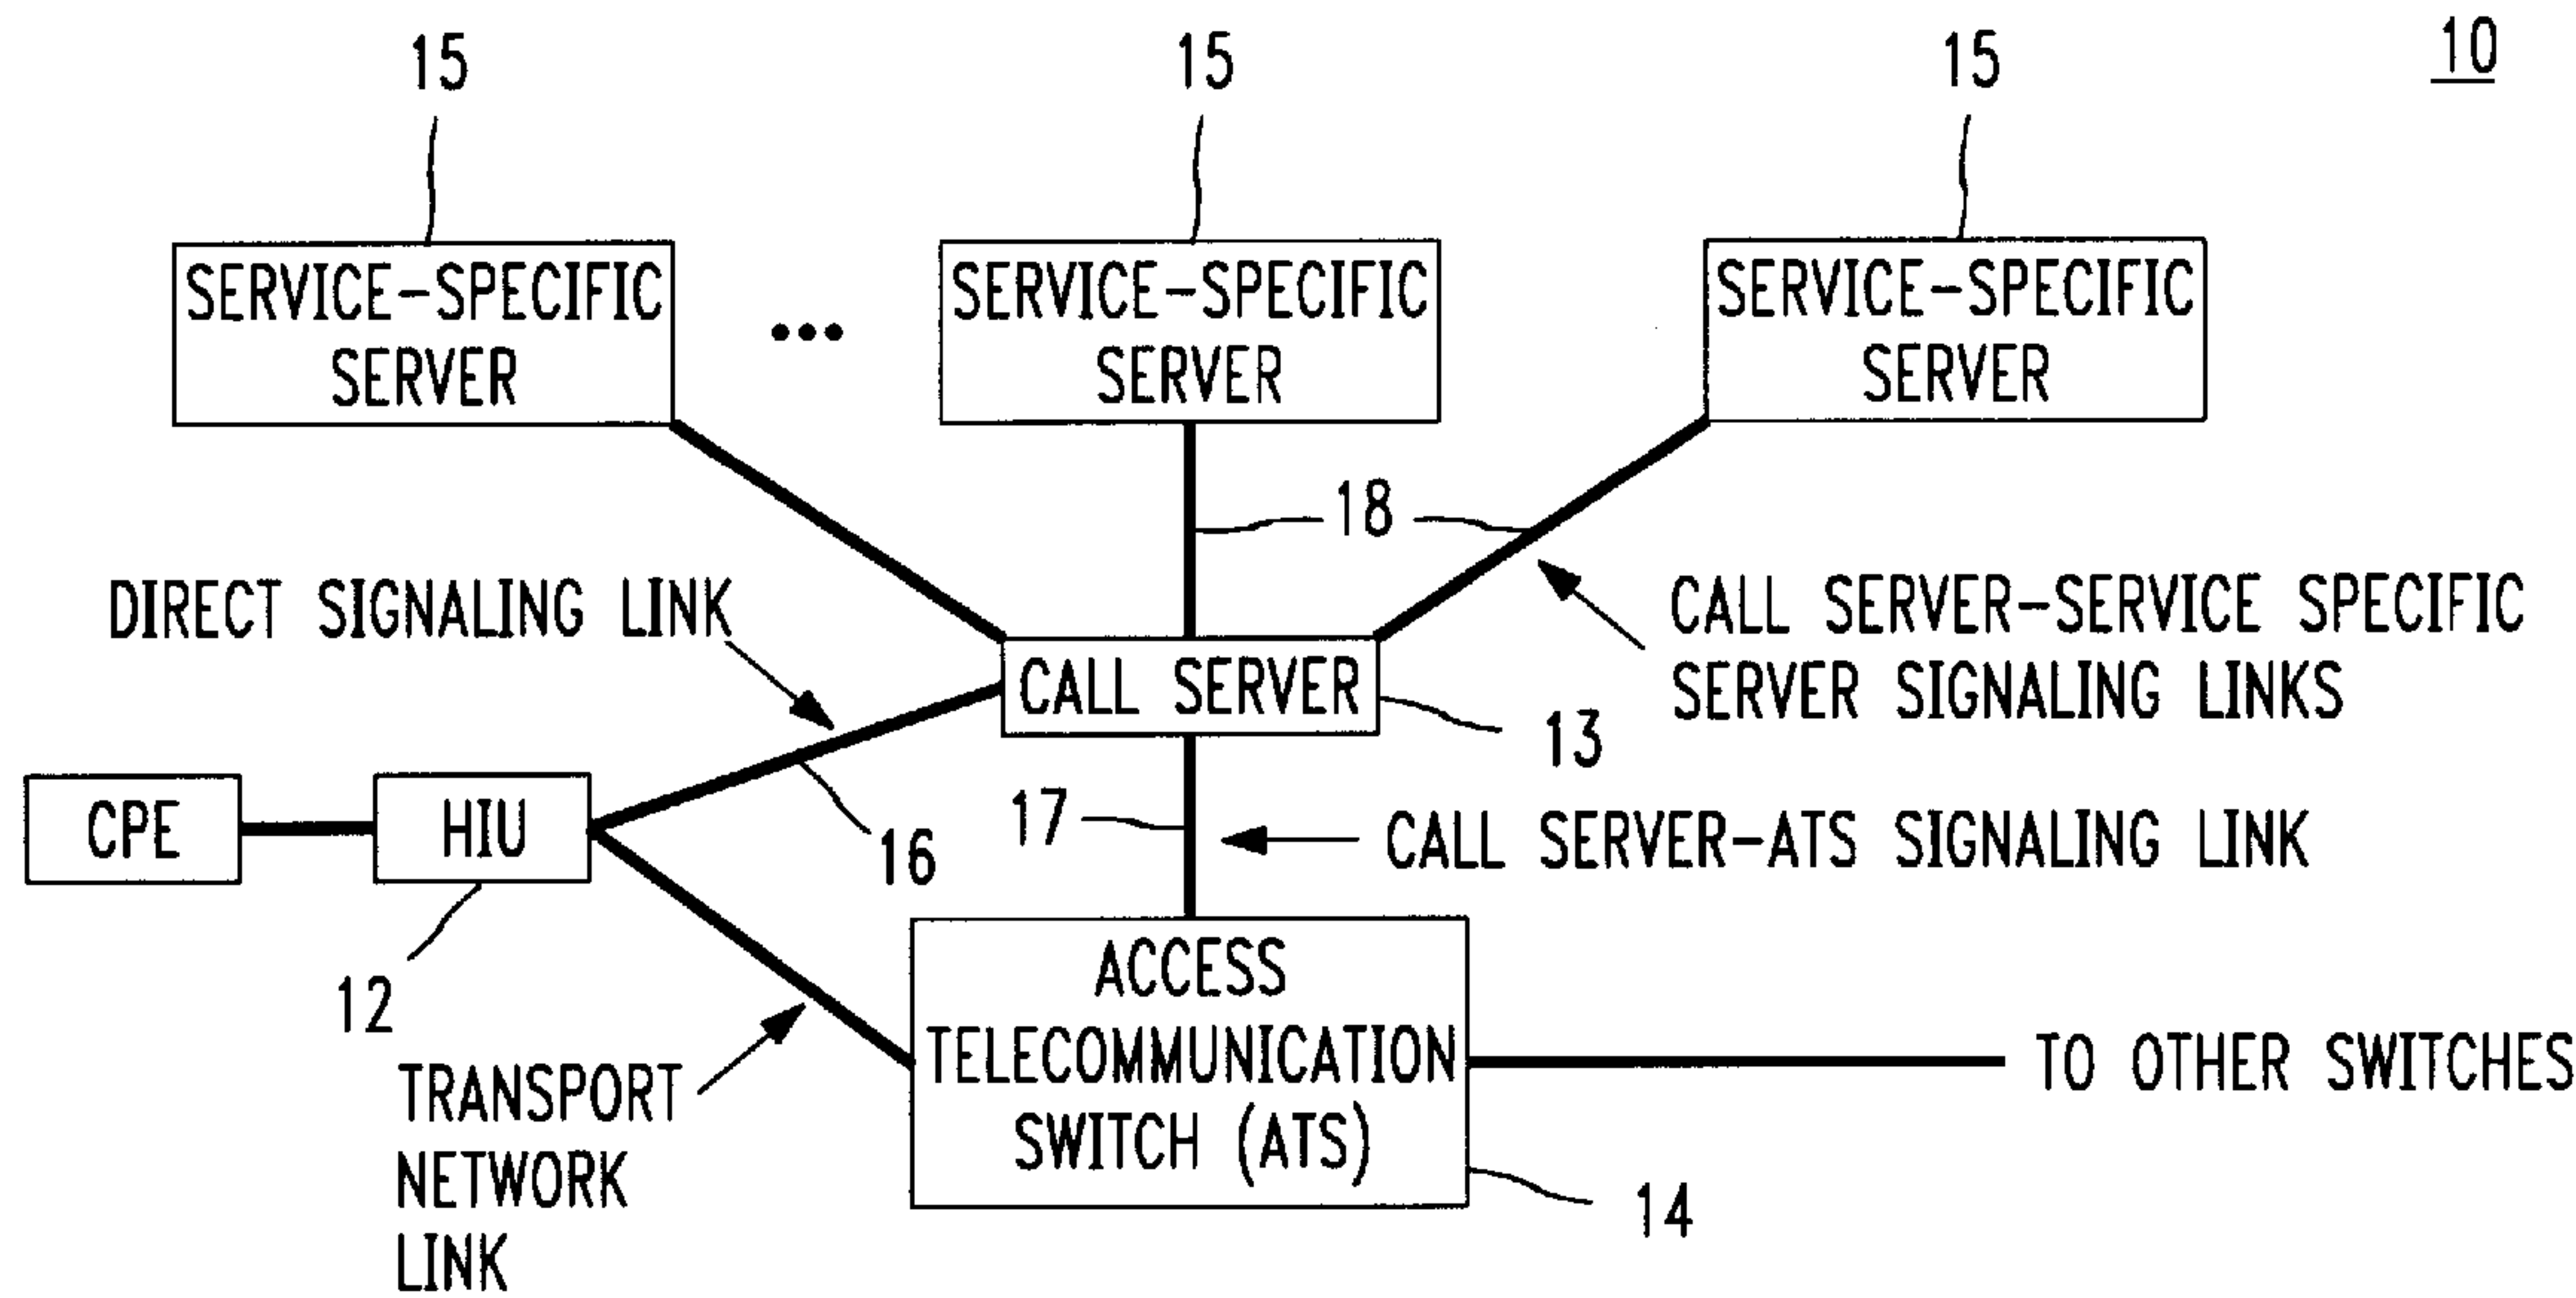 10
15
15
15
SERVICE-SPECIFIC
SERVER
SERVICE-SPECIFIC
SERVER
SERVICE-SPECIFIC
SERVER
18
DIRECT SIGNALING LINK
CALL SERVER-SERVICE SPECIFIC
SERVER SIGNALING LINKS
CALL SERVER
13
CPE
HIU
16
17
CALL SERVER-ATS SIGNALING LINK
12
TRANSPORT
NETWORK
LINK
ACCESS
TELECOMMUNICATION
SWITCH (ATS)
TO OTHER SWITCHES
14